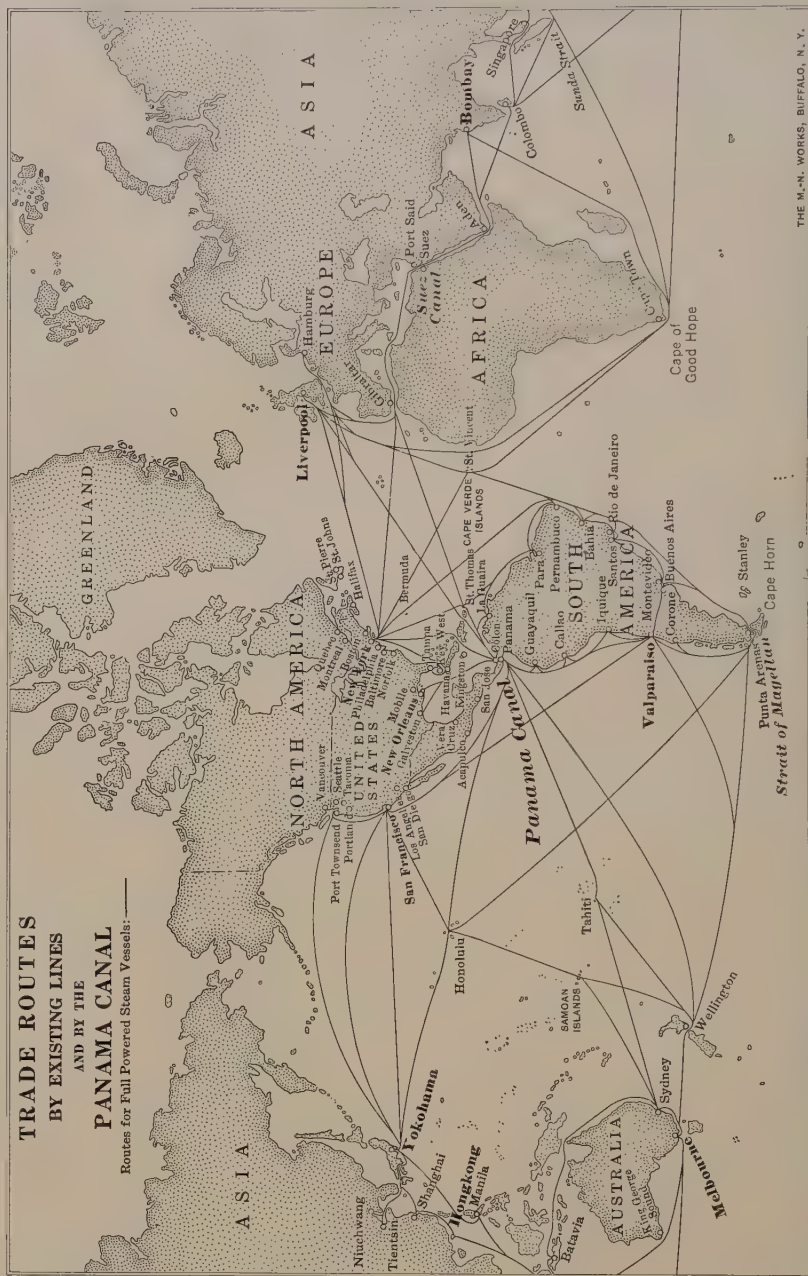 TRADE ROUTES
BY EXISTING LINES
AND BY THE
PANAMA CANAL
Routes for Full Powered Steam Vessels:
GREENLAND
ASIA
NORTH AMERICA
UNITED
STATES
Vancouver
Seattle
Tacoma
Port Townsend
Portland
San Francisco
Los Angeles
San Diego
Quebec
Montreal
St. Pierre
St. Johns
Halifax
Boston
New York
Philadelphia
Baltimore
Norfolk
Mobile
New Orleans
Galveston
Tampa
Key West
Havana
Vera
Cruz
Kingston
Acapulco
San Jose
Bermuda
St. Thomas
La Guaira
Colon
Panama
Panama Canal
Honolulu
Niuchwang
Tientsin
Shanghai
Yokohama
Hongkong
Manila
Batavia
AUSTRALIA
King George
Sound
Sydney
Melbourne
Wellington
SAMOAN
ISLANDS
Tahiti
SOUTH
AMERICA
Guayaquil
Callao
Iquique
Valparaiso
Coronel
Para
Pernambuco
Bahia
Rio de Janeiro
Santos
Montevideo
Buenos Aires
Stanley
Cape Horn
Punta Arenas
Strait of Magellan
Liverpool
Hamburg
EUROPE
Gibraltar
Port Said
Suez
Suez
Canal
Aden
AFRICA
St. Vincent
CAPE VERDE
ISLANDS
Cape Town
Cape of
Good Hope
ASIA
Bombay
Colombo
Singapore
Sunda Strait
THE M.-N. WORKS, BUFFALO, N. Y.